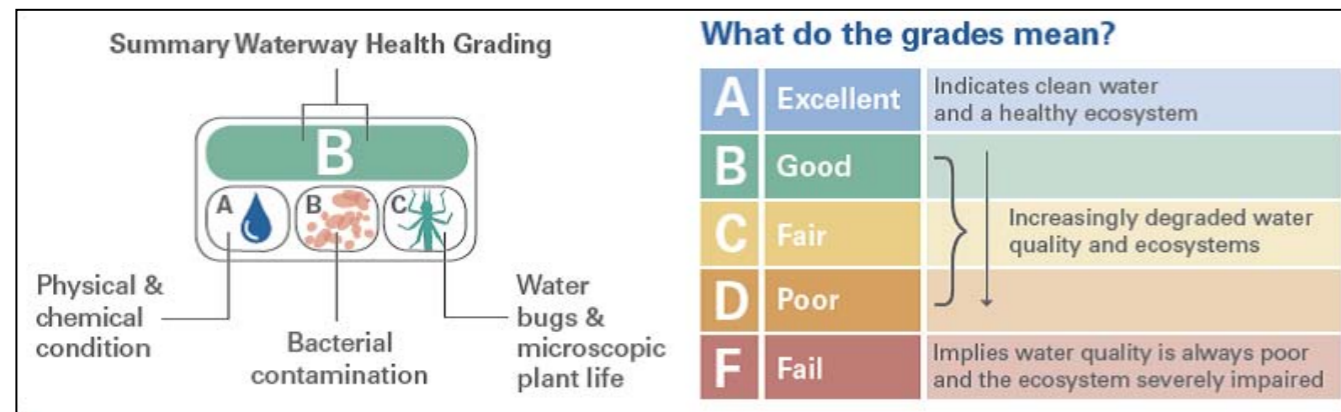 Summary Waterway Health Grading
B
A
B
C
Physical &
chemical
condition
Bacterial
contamination
Water
bugs &
microscopic
plant life
What do the grades mean?
A Excellent Indicates clean water
and a healthy ecosystem
B Good
C Fair Increasingly degraded water
quality and ecosystems
D Poor
F Fail Implies water quality is always poor
and the ecosystem severely impaired